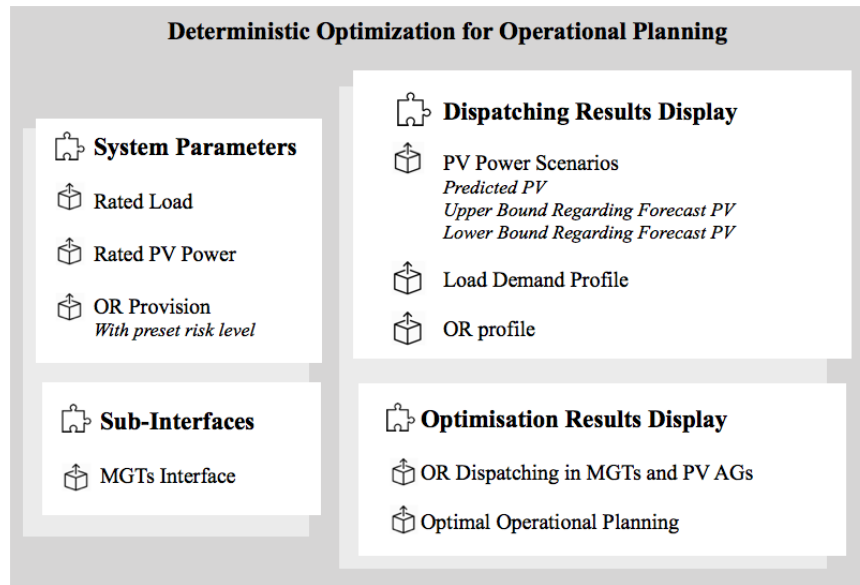 Deterministic Optimization for Operational Planning
System Parameters
Rated Load
Rated PV Power
OR Provision
With preset risk level
Sub-Interfaces
MGTs Interface
Dispatching Results Display
PV Power Scenarios
Predicted PV
Upper Bound Regarding Forecast PV
Lower Bound Regarding Forecast PV
Load Demand Profile
OR profile
Optimisation Results Display
OR Dispatching in MGTs and PV AGs
Optimal Operational Planning